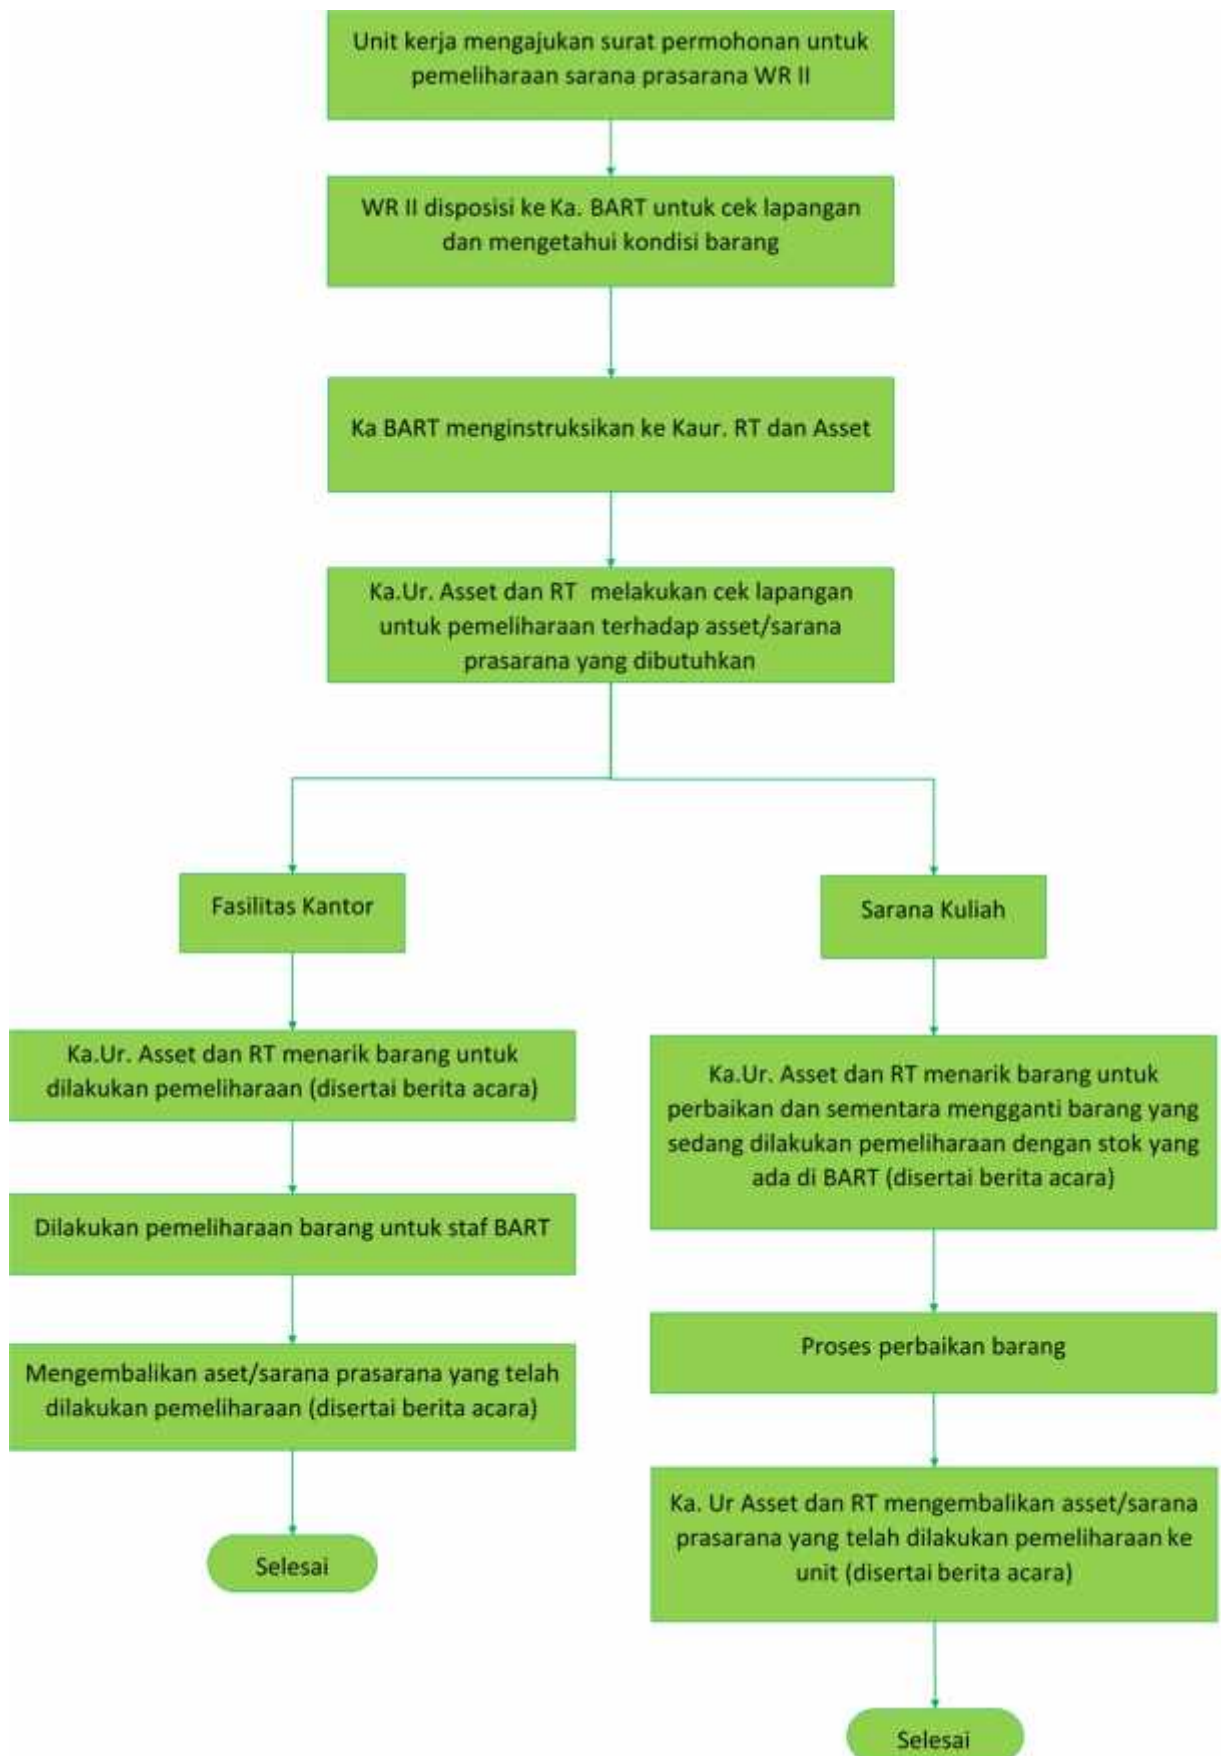 Unit kerja mengajukan surat permohonan untuk
pemeliharaan sarana prasarana WR II
WR II disposisi ke Ka. BART untuk cek lapangan
dan mengetahui kondisi barang
Ka BART menginstruksikan ke Kaur. RT dan Asset
Ka.Ur. Asset dan RT melakukan cek lapangan
untuk pemeliharaan terhadap asset/sarana
prasarana yang dibutuhkan
Fasilitas Kantor
Ka.Ur. Asset dan RT menarik barang untuk
dilakukan pemeliharaan (disertai berita acara)
Dilakukan pemeliharaan barang untuk staf BART
Mengembalikan aset/sarana prasarana yang telah
dilakukan pemeliharaan (disertai berita acara)
Selesai
Sarana Kuliah
Ka.Ur. Asset dan RT menarik barang untuk
perbaikan dan sementara mengganti barang yang
sedang dilakukan pemeliharaan dengan stok yang
ada di BART (disertai berita acara)
Proses perbaikan barang
Ka. Ur Asset dan RT mengembalikan asset/sarana
prasarana yang telah dilakukan pemeliharaan ke
unit (disertai berita acara)
Selesai